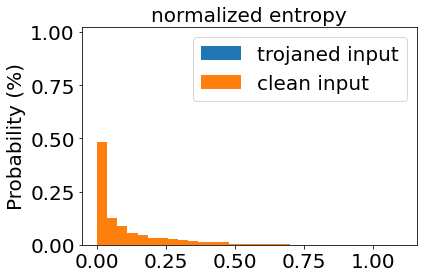 normalized entropy
trojaned input
clean input
Probability (%)
1.00
0.75
0.50
0.25
0.00
0.00 0.25 0.50 0.75 1.00